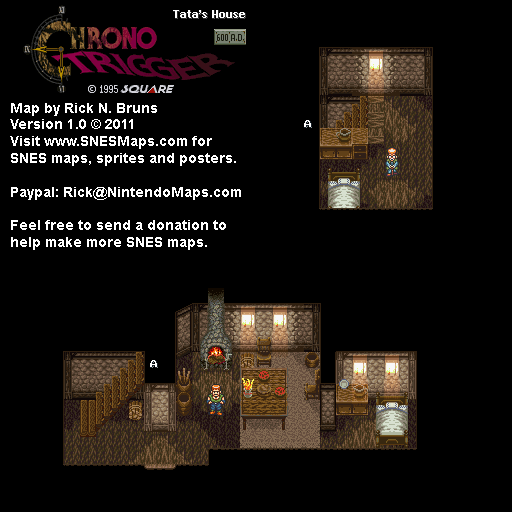 Tata's House
600 A.D.
CHRONO
TRIGGER
© 1995 SQUARE
Map by Rick N. Bruns
Version 1.0 © 2011
Visit www.SNESMaps.com for
SNES maps, sprites and posters.
Paypal: Rick@NintendoMaps.com
Feel free to send a donation to
help make more SNES maps.
A
A